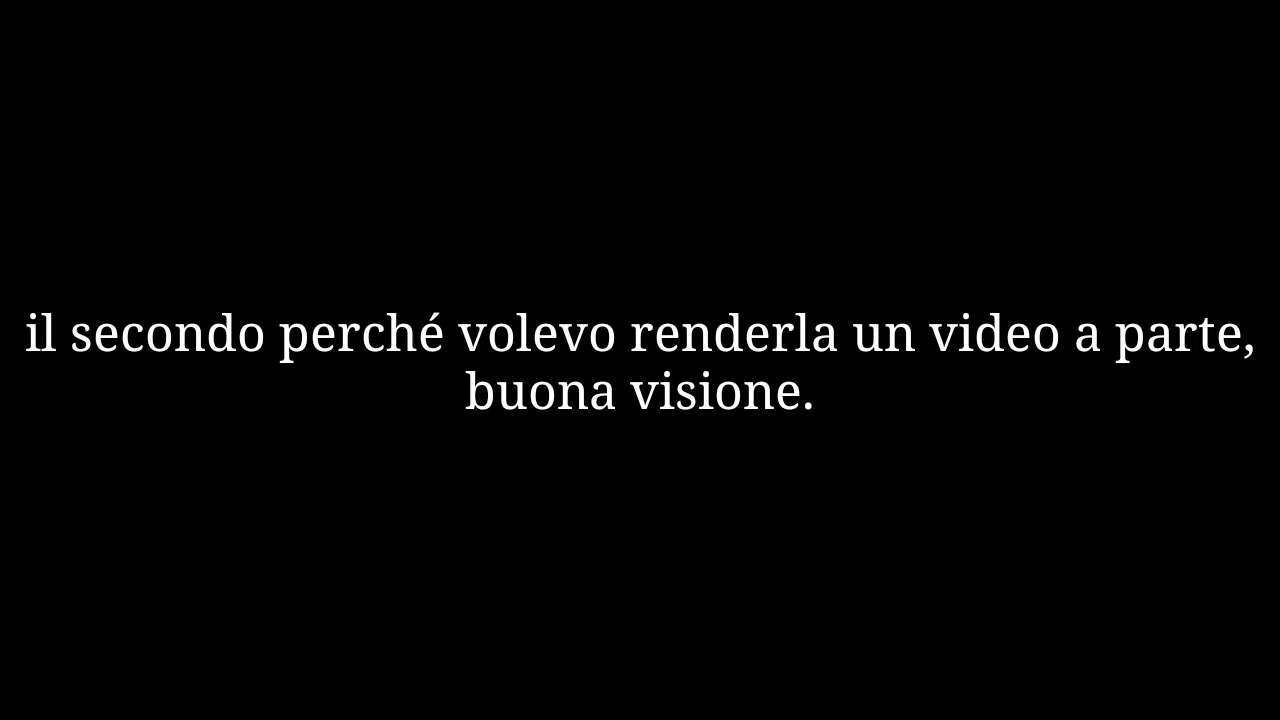 il secondo perché volevo renderla un video a parte,
buona visione.